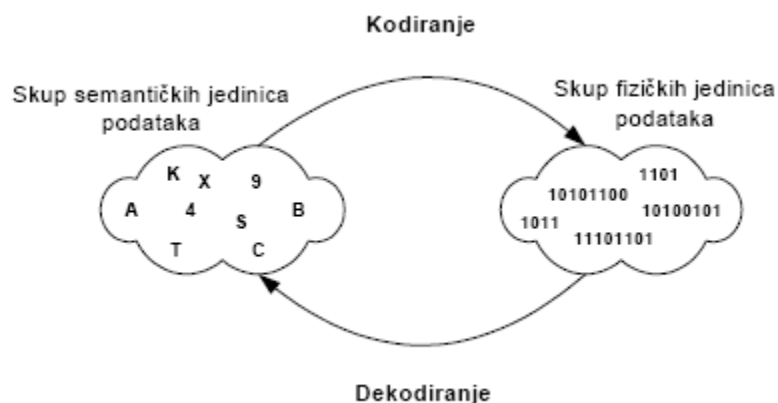 Kodiranje
Skup semantičkih jedinica
podataka
Skup fizičkih jedinica
podataka
K
X
9
A
4
S
B
T
C
1101
10101100
10100101
1011
11101101
Dekodiranje